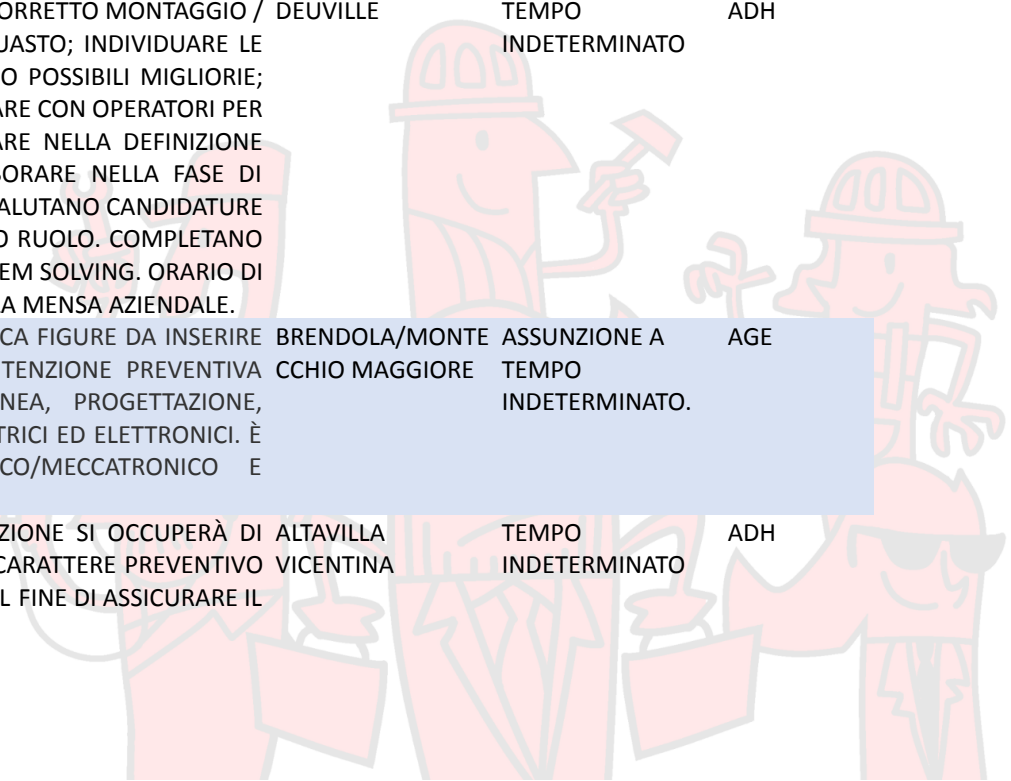 ORRETTO MONTAGGIO / DEUVILLE TEMPO ADH
UASTO; INDIVIDUARE LE INDETERMINATO
O POSSIBILI MIGLIORIE;
ARE CON OPERATORI PER
ARE NELLA DEFINIZIONE
BORARE NELLA FASE DI
ALUTANO CANDIDATURE
O RUOLO. COMPLETANO
EM SOLVING. ORARIO DI
A MENSA AZIENDALE.
CA FIGURE DA INSERIRE BRENDOLA/MONTE ASSUNZIONE A AGE
TENZIONE PREVENTIVA CCHIO MAGGIORE TEMPO
NEA, PROGETTAZIONE, INDETERMINATO.
TRICI ED ELETTRONICI. È
CO/MECCATRONICO E
ZIONE SI OCCUPERÀ DI ALTAVILLA TEMPO ADH
CARATTERE PREVENTIVO VICENTINA INDETERMINATO
L FINE DI ASSICURARE IL